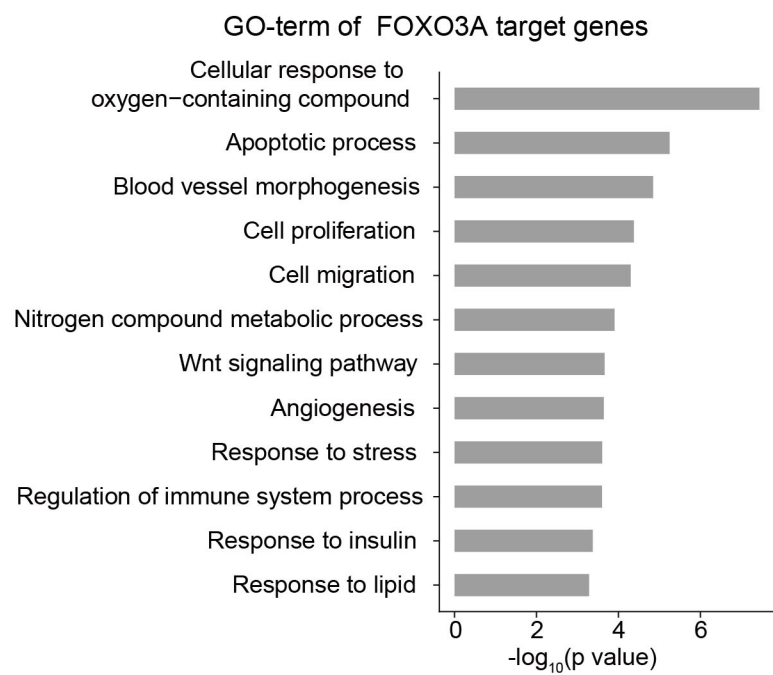 GO-term of FOXO3A target genes
Cellular response to
oxygen−containing compound
Apoptotic process
Blood vessel morphogenesis
Cell proliferation
Cell migration
Nitrogen compound metabolic process
Wnt signaling pathway
Angiogenesis
Response to stress
Regulation of immune system process
Response to insulin
Response to lipid
0 2 4 6
-log10(p value)